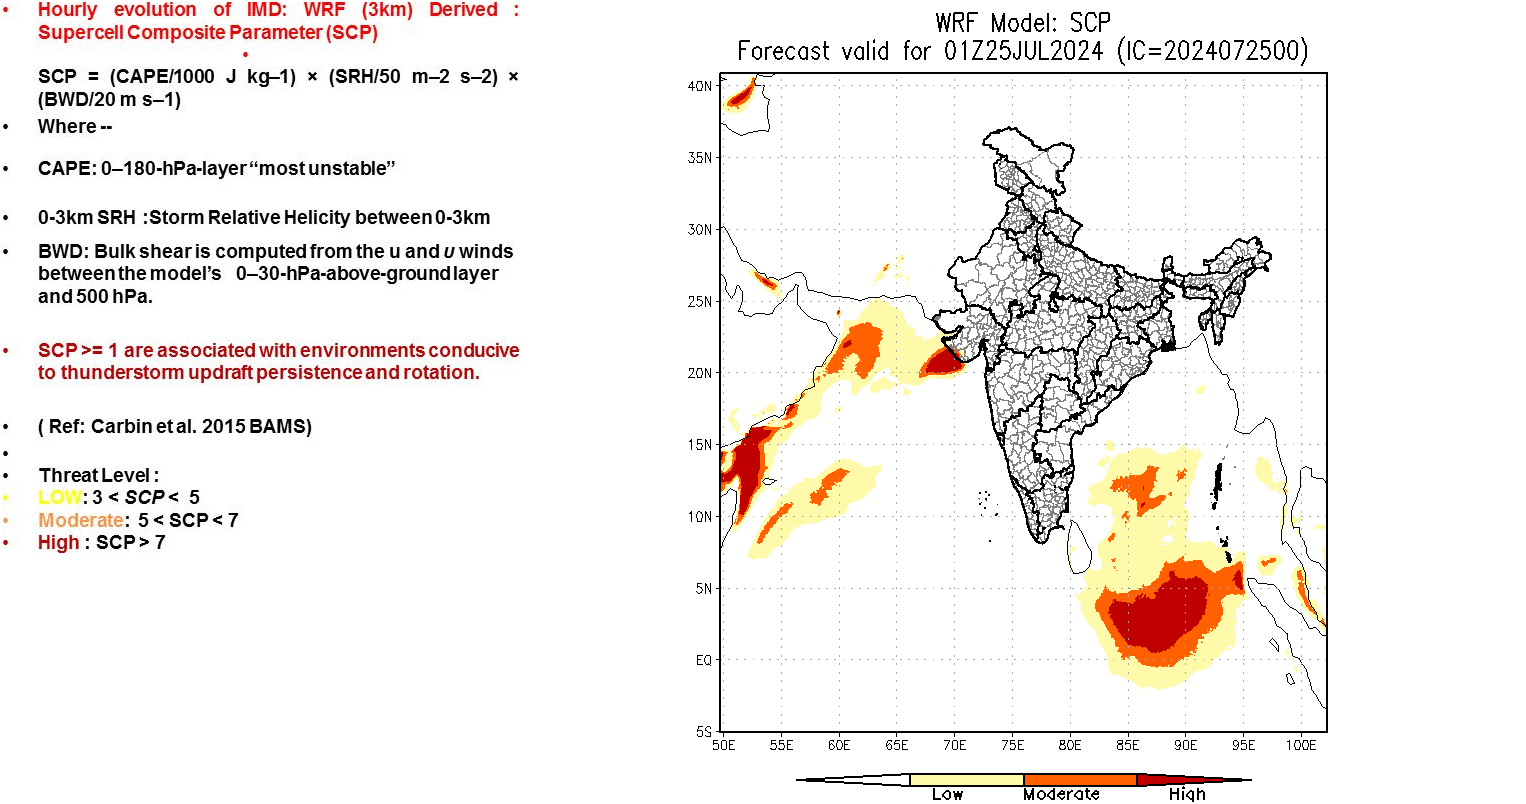 • Hourly evolution of IMD: WRF (3km) Derived :
Supercell Composite Parameter (SCP)
•
SCP = (CAPE/1000 J kg–1) × (SRH/50 m–2 s–2) ×
(BWD/20 m s–1)
• Where --
• CAPE: 0–180-hPa-layer “most unstable”
• 0-3km SRH :Storm Relative Helicity between 0-3km
• BWD: Bulk shear is computed from the u and υ winds
between the model’s 0–30-hPa-above-ground layer
and 500 hPa.
• SCP >= 1 are associated with environments conducive
to thunderstorm updraft persistence and rotation.
• ( Ref: Carbin et al. 2015 BAMS)
•
• Threat Level :
• LOW: 3 < SCP < 5
• Moderate: 5 < SCP < 7
• High : SCP > 7
WRF Model: SCP
Forecast valid for 01Z25JUL2024 (IC=2024072500)
40N
35N
30N
25N
20N
15N
10N
5N
EQ
5S
50E 55E 60E 65E 70E 75E 80E 85E 90E 95E 100E
Low Moderate High